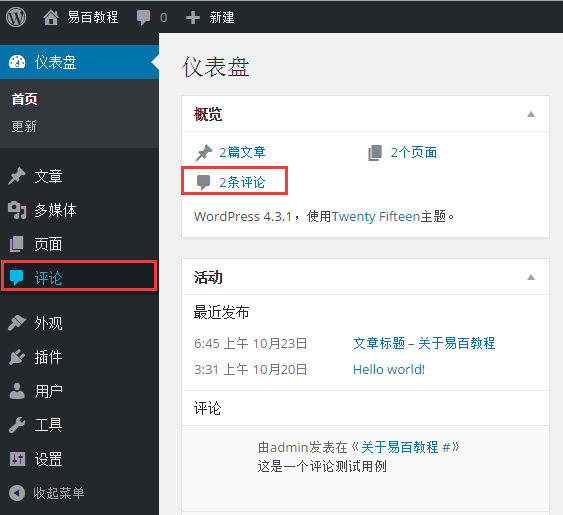 易百教程 0 新建
仪表盘
首页
更新
文章
多媒体
页面
评论
外观
插件
用户
工具
设置
收起菜单
仪表盘
概览
2篇文章 2个页面
2条评论
WordPress 4.3.1，使用Twenty Fifteen主题。
活动
最近发布
6:45 上午 10月23日 文章标题 – 关于易百教程
3:31 上午 10月20日 Hello world!
评论
由admin发表在《关于易百教程 #》
这是一个评论测试用例